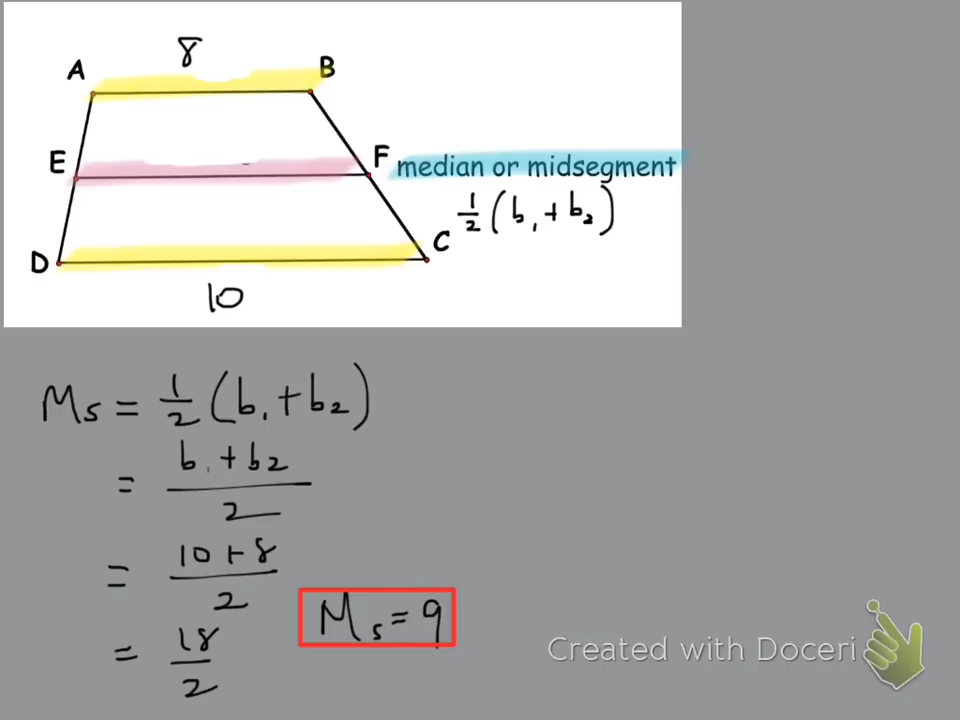 8
A B
E F median or midsegment
1/2 (b₁ + b₂)
D C
10
Ms = 1/2 (b₁ + b₂)
= b₁ + b₂ / 2
= 10 + 8 / 2
= 18 / 2
Ms = 9
Created with Doceri